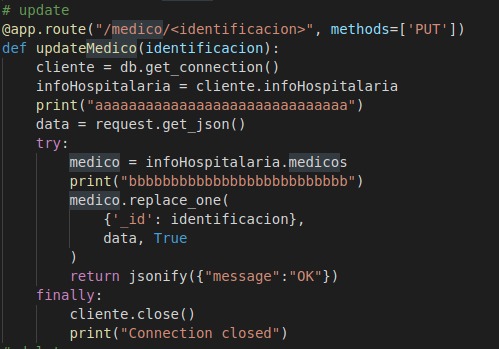 # update
@app.route("/medico/<identificacion>", methods=['PUT'])
def updateMedico(identificacion):
    cliente = db.get_connection()
    infoHospitalaria = cliente.infoHospitalaria
    print("aaaaaaaaaaaaaaaaaaaaaaaaaaaaaa")
    data = request.get_json()
    try:
        medico = infoHospitalaria.medicos
        print("bbbbbbbbbbbbbbbbbbbbbbbbbb")
        medico.replace_one(
            {'_id': identificacion},
            data, True
        )
        return jsonify({"message":"OK"})
    finally:
        cliente.close()
        print("Connection closed")